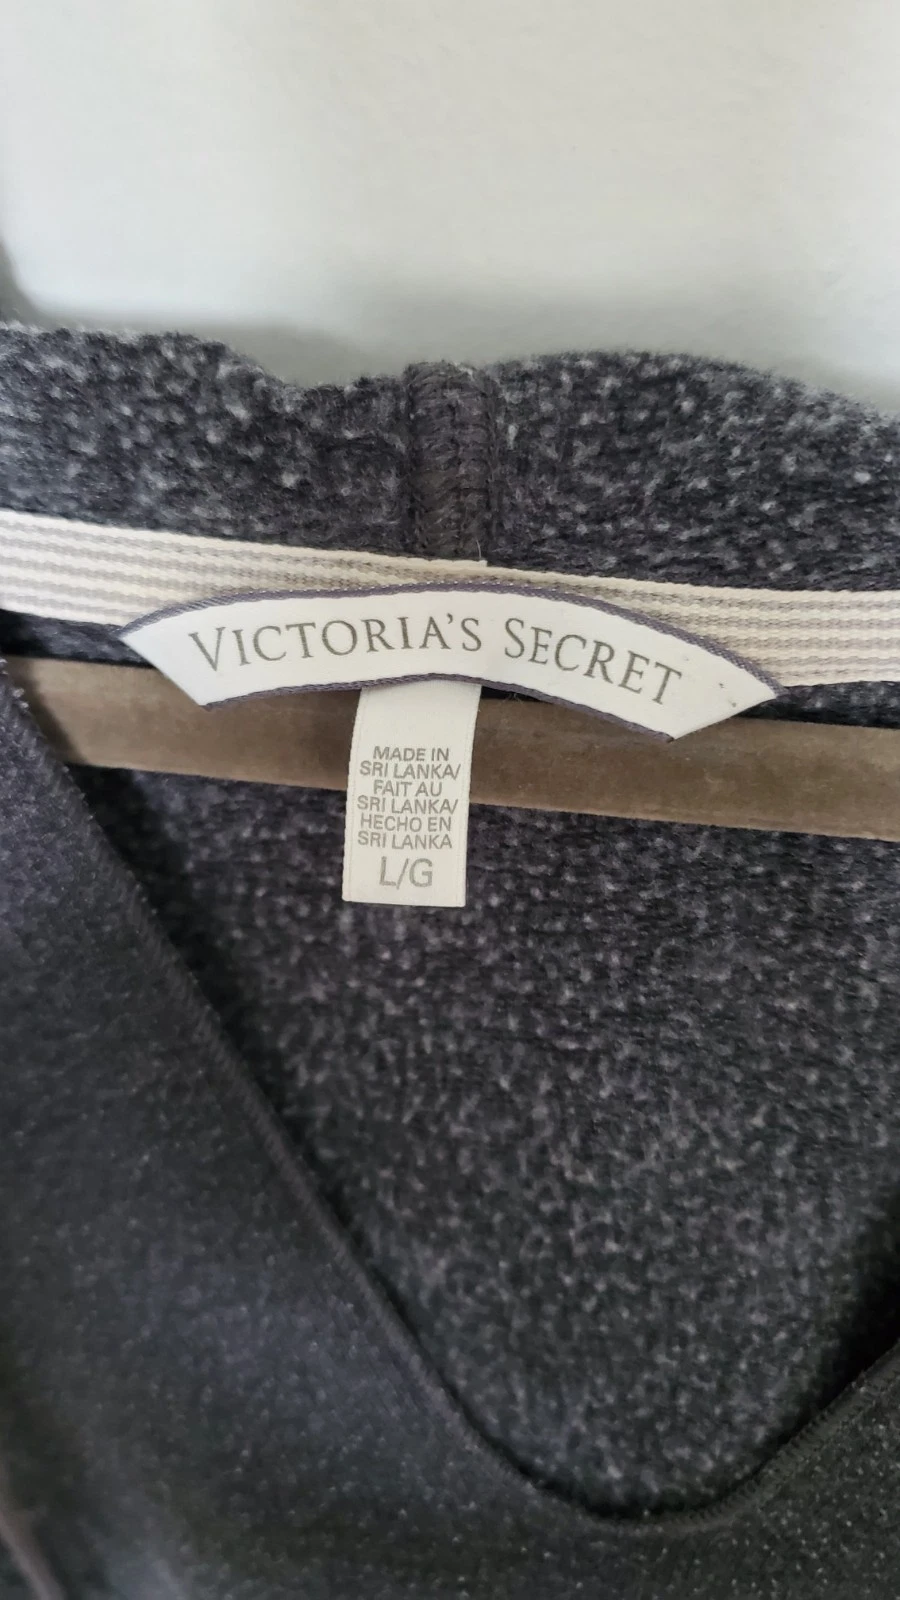 VICTORIA'S SECRET
MADE IN
SRI LANKA/
FAIT AU
SRI LANKA/
HECHO EN
SRI LANKA
L/G